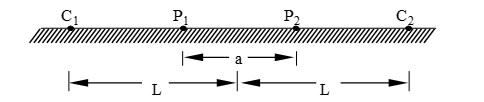 C₁ P₁ P₂ C₂
a
L L